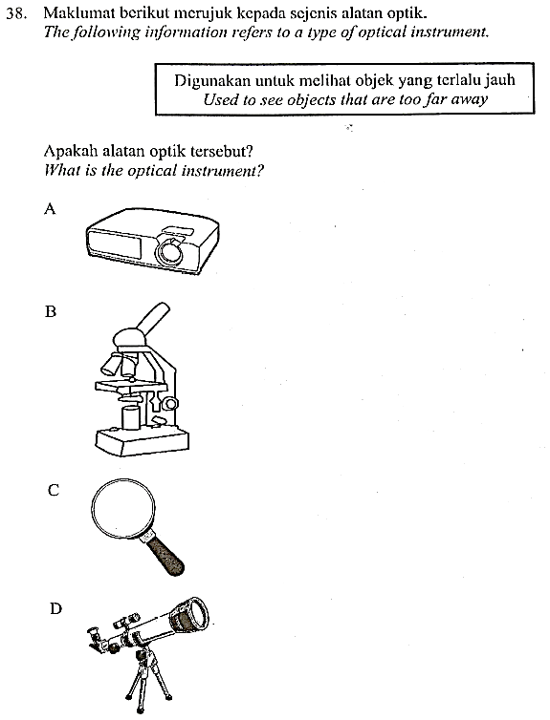 38. Maklumat berikut merujuk kepada sejenis alatan optik.
The following information refers to a type of optical instrument.
Digunakan untuk melihat objek yang terlalu jauh
Used to see objects that are too far away
Apakah alatan optik tersebut?
What is the optical instrument?
A
B
C
D